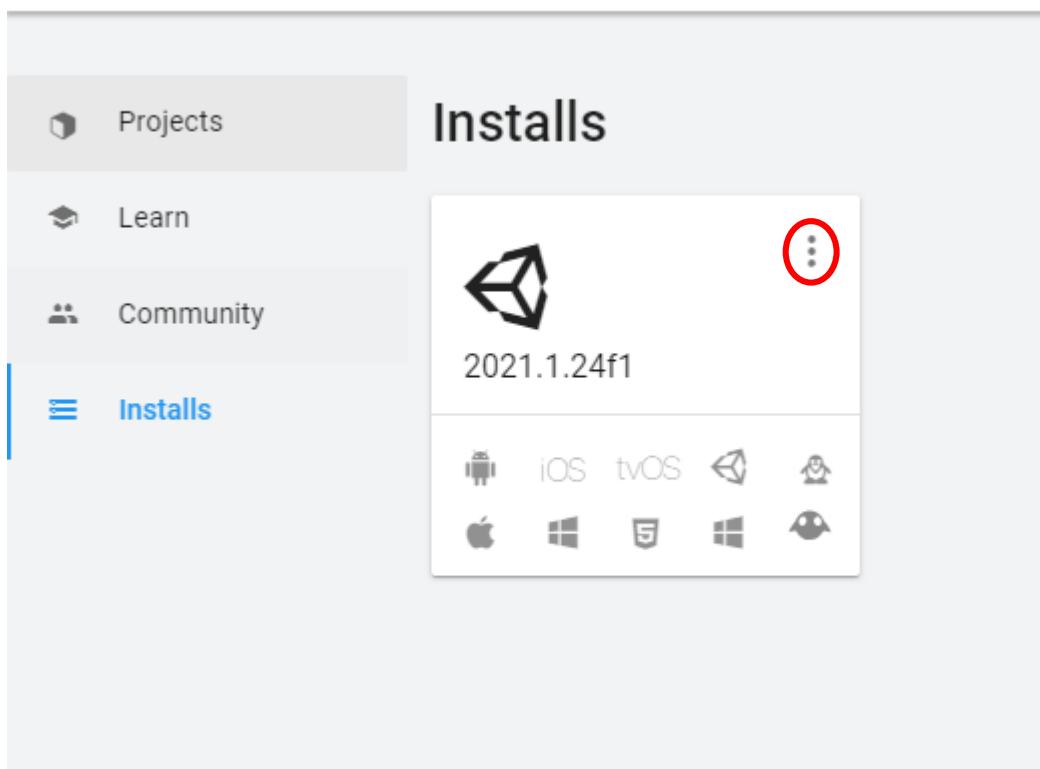 Projects
Installs
Learn
Community
2021.1.24f1
Installs
iOS tvOS